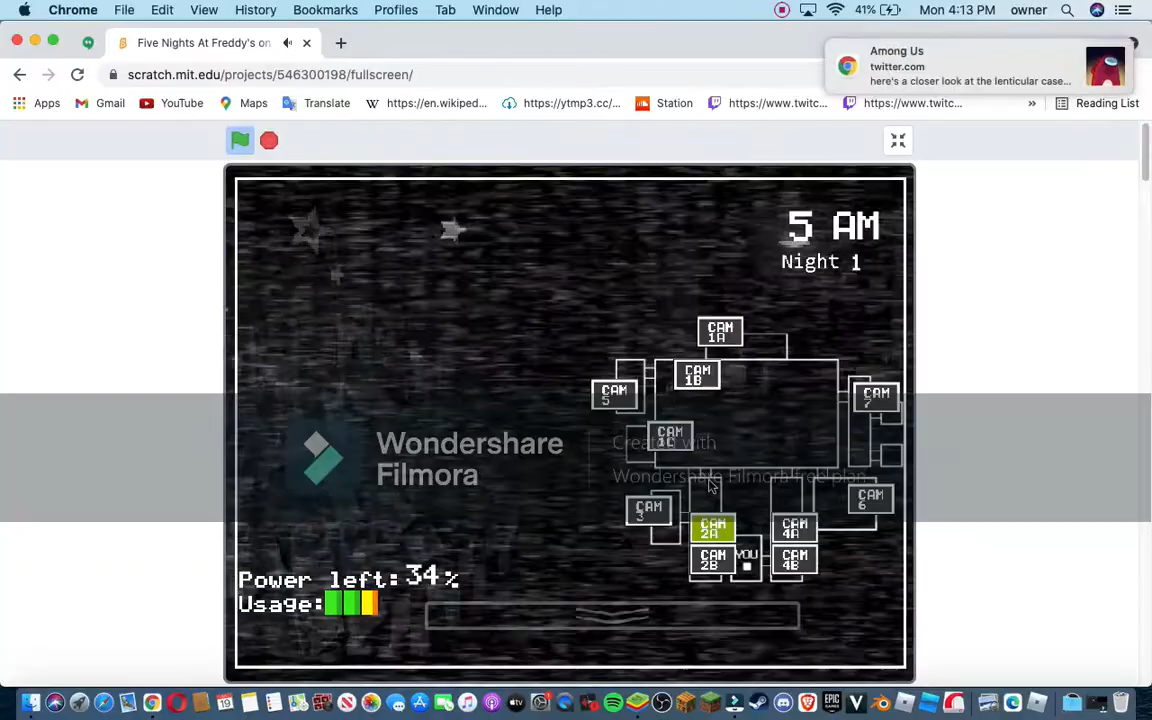 Chrome File Edit View History Bookmarks Profiles Tab Window Help 41% Mon 4:13 PM owner
Five Nights At Freddy's on
Among Us
twitter.com
here's a closer look at the lenticular case...
scratch.mit.edu/projects/546300198/fullscreen/
Apps Gmail YouTube Maps Translate https://en.wikiped... https://ytmp3.cc/... Station https://www.twitc... https://www.twitc... » Reading List
5 AM
Night 1
CAM
1A
CAM
1B
CAM
5
CAM
7
CAM
1C
Wondershare
Filmora
Created with
Wondershare Filmora free plan
CAM
3
CAM
6
CAM
2A
CAM
4A
CAM
2B
YOU
CAM
4B
Power left: 34%
Usage: